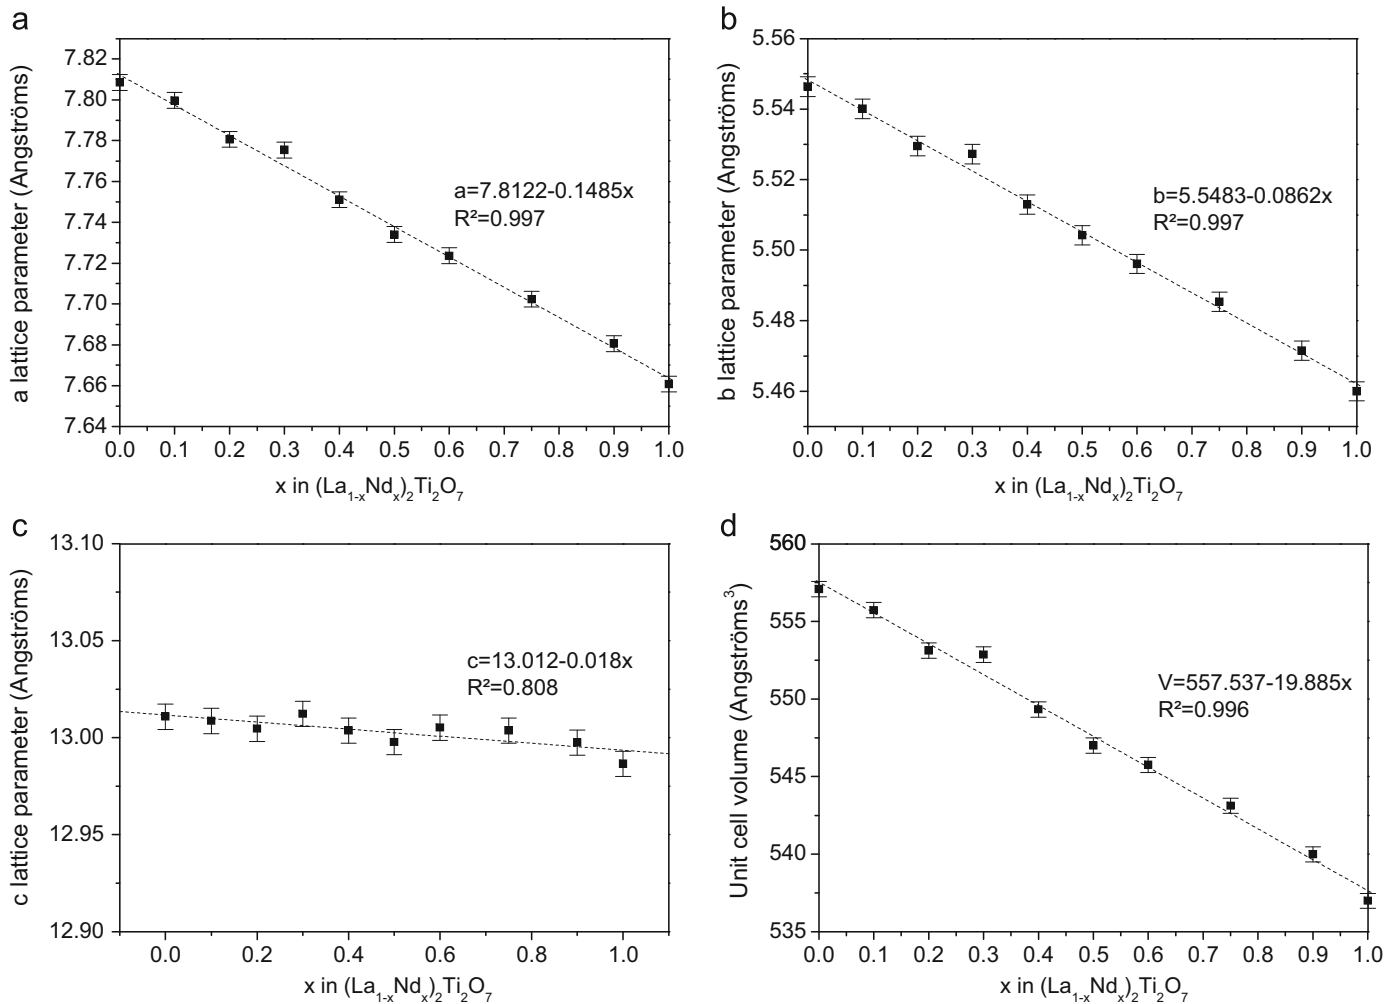 a
7.82
7.80
7.78
7.76
7.74
7.72
7.70
7.68
7.66
7.64
a lattice parameter (Angströms)
a=7.8122-0.1485x
R²=0.997
0.0 0.1 0.2 0.3 0.4 0.5 0.6 0.7 0.8 0.9 1.0
x in (La₁₋ₓNdₓ)₂Ti₂O₇
b
5.56
5.54
5.52
5.50
5.48
5.46
b lattice parameter (Angströms)
b=5.5483-0.0862x
R²=0.997
0.0 0.1 0.2 0.3 0.4 0.5 0.6 0.7 0.8 0.9 1.0
x in (La₁₋ₓNdₓ)₂Ti₂O₇
c
13.10
13.05
13.00
12.95
12.90
c lattice parameter (Angströms)
c=13.012-0.018x
R²=0.808
0.0 0.2 0.4 0.6 0.8 1.0
x in (La₁₋ₓNdₓ)₂Ti₂O₇
d
560
555
550
545
540
535
Unit cell volume (Angströms³)
V=557.537-19.885x
R²=0.996
0.0 0.1 0.2 0.3 0.4 0.5 0.6 0.7 0.8 0.9 1.0
x in (La₁₋ₓNdₓ)₂Ti₂O₇